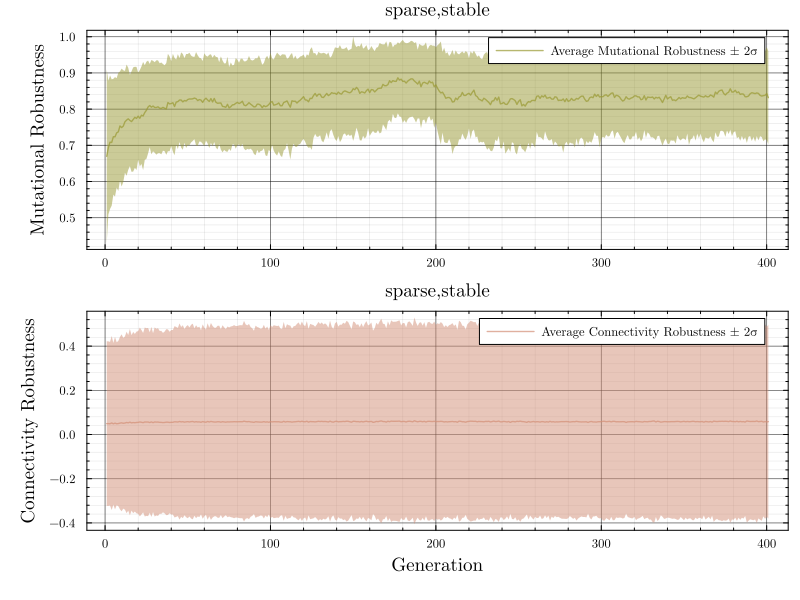 sparse,stable
1.0
0.9
0.8
0.7
0.6
0.5
Mutational Robustness
Average Mutational Robustness ± 2σ
0 100 200 300 400
sparse,stable
0.4
0.2
0.0
−0.2
−0.4
Connectivity Robustness
Average Connectivity Robustness ± 2σ
0 100 200 300 400
Generation